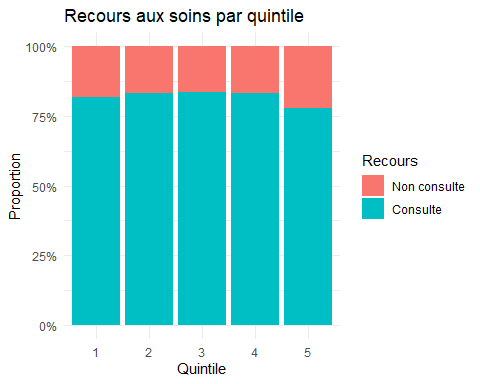 Recours aux soins par quintile
100%
75%
50%
25%
0%
Proportion
1 2 3 4 5
Quintile
Recours
Non consulte
Consulte